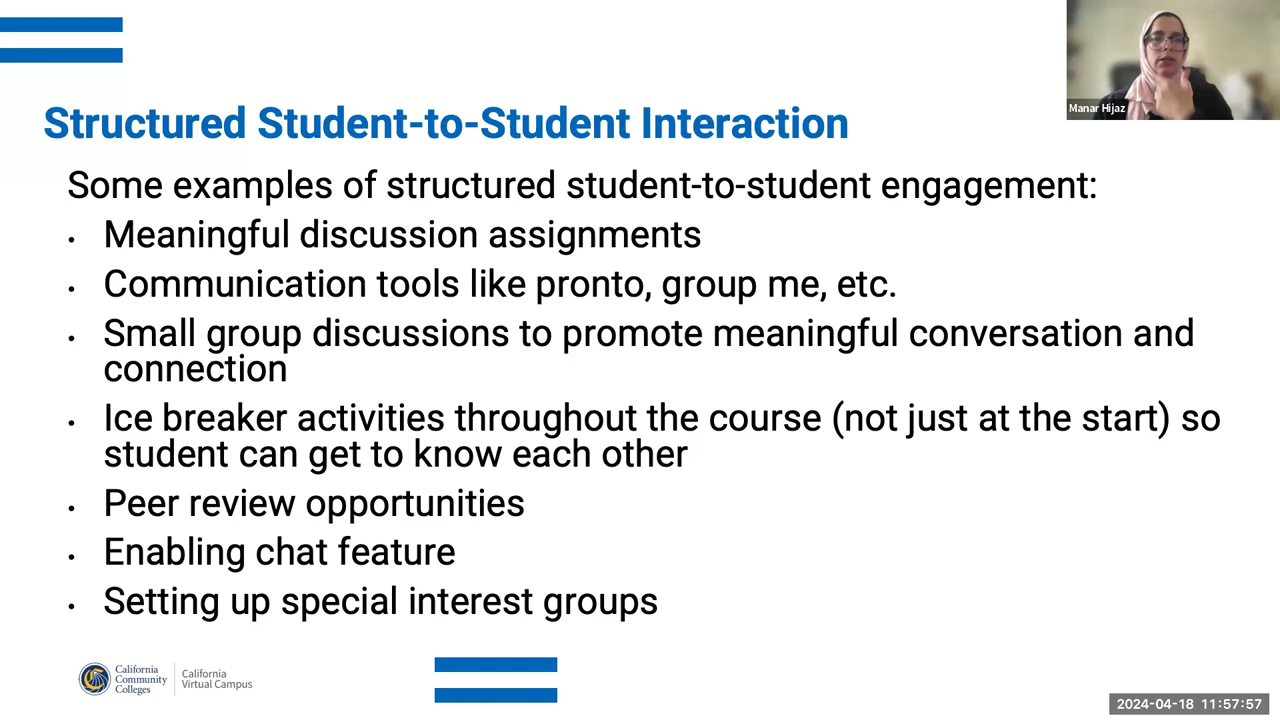 Manar Hijaz
Structured Student-to-Student Interaction
Some examples of structured student-to-student engagement:
• Meaningful discussion assignments
• Communication tools like pronto, group me, etc.
• Small group discussions to promote meaningful conversation and
connection
• Ice breaker activities throughout the course (not just at the start) so
student can get to know each other
• Peer review opportunities
• Enabling chat feature
• Setting up special interest groups
California
Community
Colleges
California
Virtual Campus
2024-04-18 11:57:57